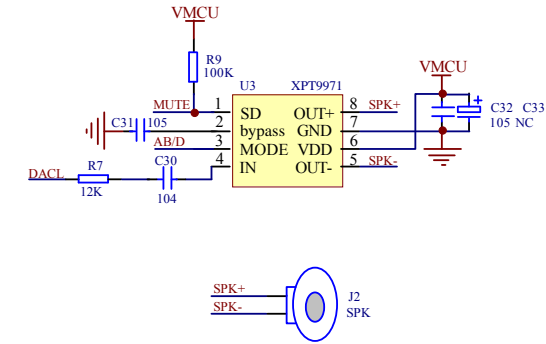 VMCU
R9
100K
U3 XPT9971
VMCU
MUTE 1 SD OUT+ 8 SPK+
C31 105 2 bypass GND 7
C32 C33
105 NC
AB/D 3 MODE VDD 6
R7 C30 4 IN OUT- 5 SPK-
DACL
12K 104
SPK+
J2
SPK-
SPK